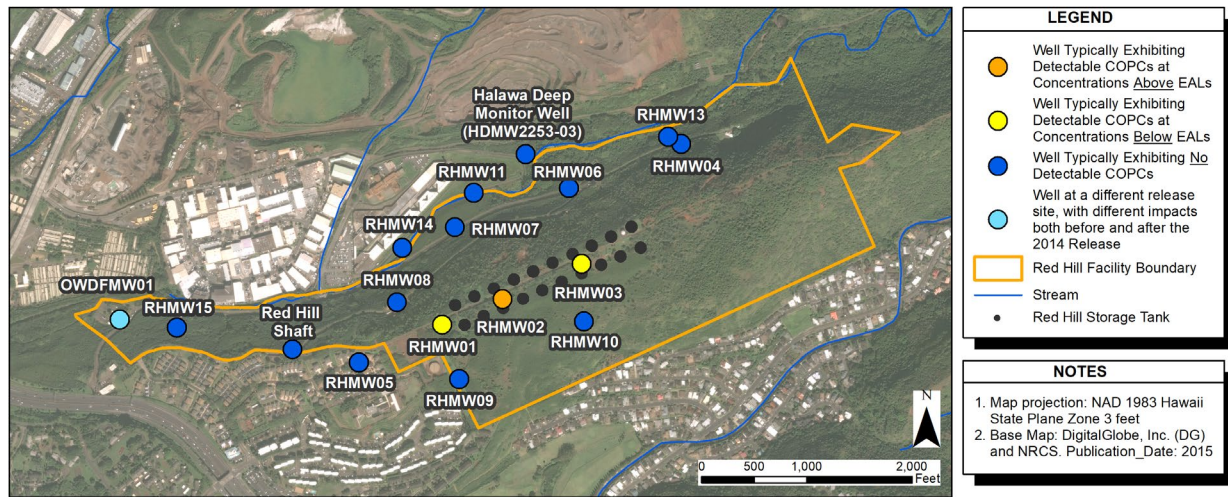 Halawa Deep
Monitor Well
(HDMW2253-03)
RHMW13
RHMW04
RHMW11
RHMW06
RHMW14
RHMW07
OWDFMW01
RHMW08
RHMW15
Red Hill
Shaft
RHMW03
RHMW02
RHMW01
RHMW10
RHMW05
RHMW09
N
0 500 1,000 2,000
Feet
LEGEND
Well Typically Exhibiting
Detectable COPCs at
Concentrations Above EALs
Well Typically Exhibiting
Detectable COPCs at
Concentrations Below EALs
Well Typically Exhibiting No
Detectable COPCs
Well at a different release
site, with different impacts
both before and after the
2014 Release
Red Hill Facility Boundary
Stream
Red Hill Storage Tank
NOTES
1. Map projection: NAD 1983 Hawaii
State Plane Zone 3 feet
2. Base Map: DigitalGlobe, Inc. (DG)
and NRCS. Publication_Date: 2015